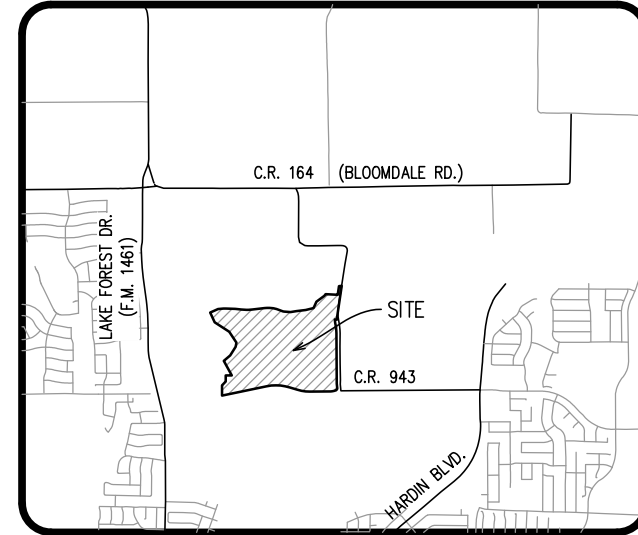 C.R. 164 (BLOOMDALE RD.)
LAKE FOREST DR.
(F.M. 1461)
SITE
C.R. 943
HARDIN BLVD.